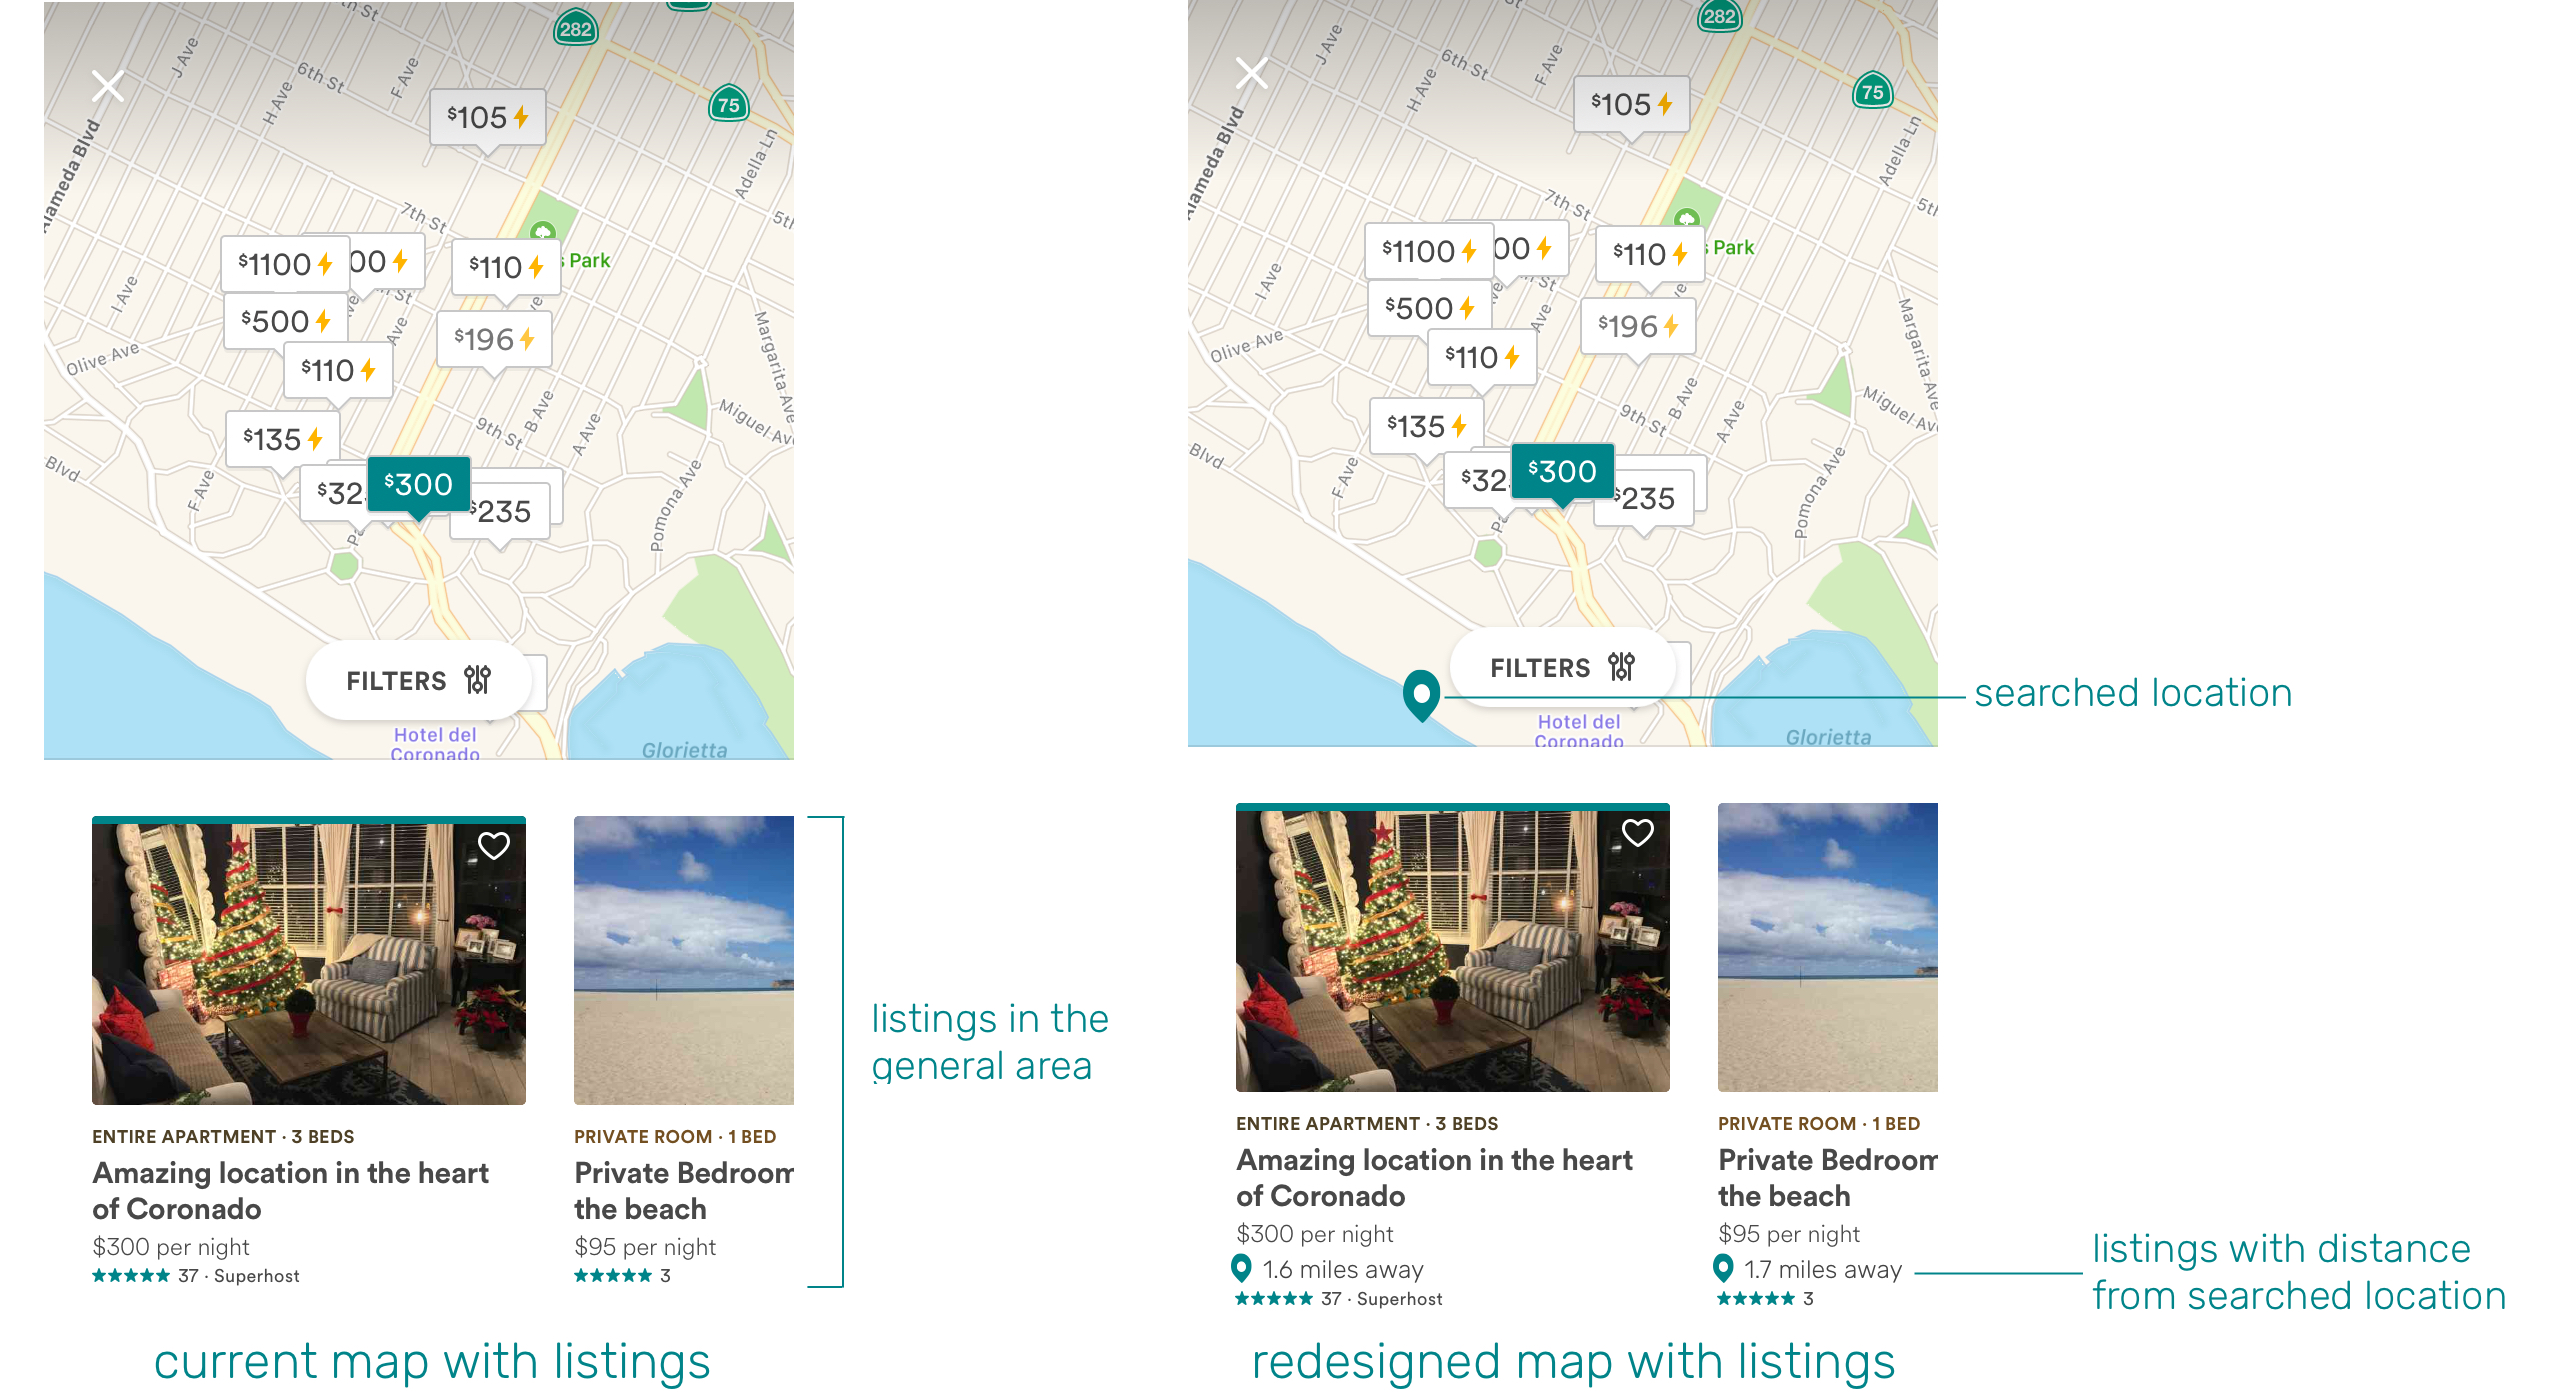 282
75
J Ave
6th St
F Ave
H Ave
$105
Alameda Blvd
Adella Ln
7th St
$1100
00
$110
Park
I Ave
$500
$196
Ave
Margarita Ave
Olive Ave
$110
B Ave
Miguel Av
9th St
A Ave
$135
Blvd
F Ave
$32
$300
$235
Pomona Ave
FILTERS
Hotel del
Coronado
Glorietta
ENTIRE APARTMENT · 3 BEDS
Amazing location in the heart
of Coronado
$300 per night
37 · Superhost
PRIVATE ROOM · 1 BED
Private Bedroom
the beach
$95 per night
3
listings in the
general area
current map with listings
282
75
J Ave
6th St
F Ave
H Ave
$105
Alameda Blvd
Adella Ln
7th St
$1100
00
$110
Park
I Ave
$500
$196
Ave
Margarita Ave
Olive Ave
$110
B Ave
Miguel Av
9th St
A Ave
$135
Blvd
F Ave
$32
$300
$235
Pomona Ave
FILTERS
Hotel del
Coronado
Glorietta
searched location
ENTIRE APARTMENT · 3 BEDS
Amazing location in the heart
of Coronado
$300 per night
1.6 miles away
37 · Superhost
PRIVATE ROOM · 1 BED
Private Bedroom
the beach
$95 per night
1.7 miles away
3
listings with distance
from searched location
redesigned map with listings